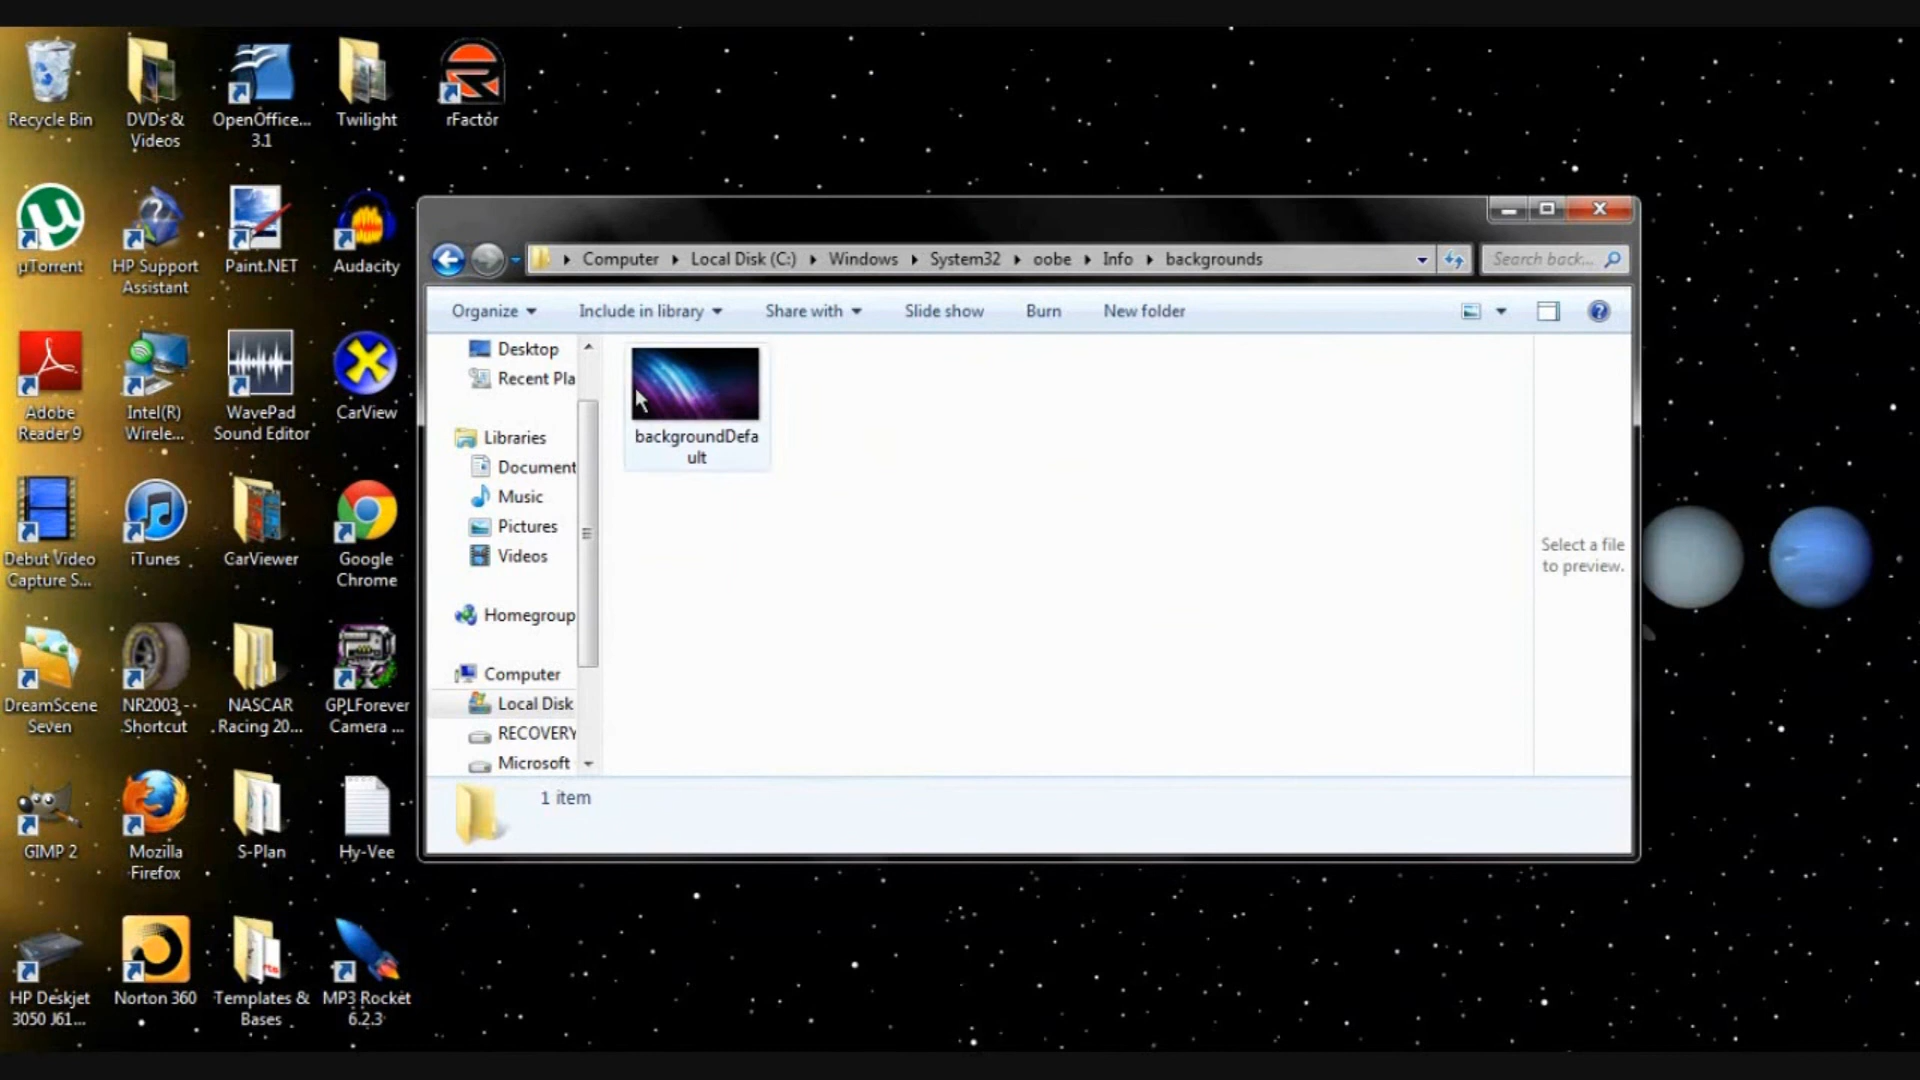 Recycle Bin
DVDs &
Videos
OpenOffice...
3.1
Twilight
rFactor
µTorrent
HP Support
Assistant
Paint.NET
Audacity
Adobe
Reader 9
Intel(R)
Wirele...
WavePad
Sound Editor
CarView
Debut Video
Capture S...
iTunes
CarViewer
Google
Chrome
DreamScene
Seven
NR2003 -
Shortcut
NASCAR
Racing 20...
GPLForever
Camera ...
GIMP 2
Mozilla
Firefox
S-Plan
Hy-Vee
HP Deskjet
3050 J61...
Norton 360
Templates &
Bases
MP3 Rocket
6.2.3
Computer
Local Disk (C:)
Windows
System32
oobe
Info
backgrounds
Search back...
Organize
Include in library
Share with
Slide show
Burn
New folder
Desktop
Recent Pla
Libraries
Document
Music
Pictures
Videos
Homegroup
Computer
Local Disk
RECOVERY
Microsoft
backgroundDefa
ult
Select a file
to preview.
1 item